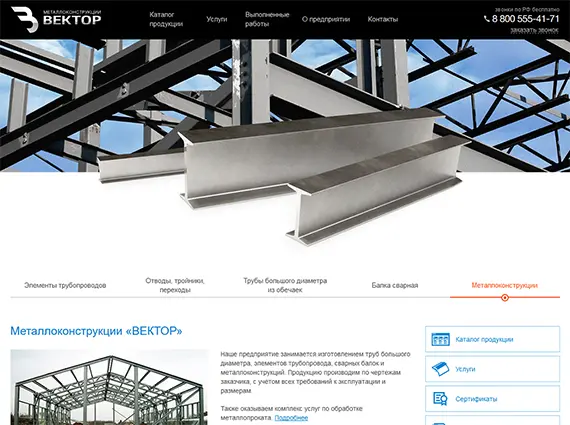 МЕТАЛЛОКОНСТРУКЦИИ
ВЕКТОР
Каталог
продукции
Услуги
Выполненные
работы
О предприятии
Контакты
звонки по РФ бесплатно
8 800 555-41-71
заказать звонок
Элементы трубопроводов
Отводы, тройники,
переходы
Трубы большого диаметра
из обечаек
Балка сварная
Металлоконструкции
Металлоконструкции «ВЕКТОР»
Наше предприятие занимается изготовлением труб большого
диаметра, элементов трубопровода, сварных балок и
металлоконструкций. Продукцию производим по чертежам
заказчика, с учетом всех требований к эксплуатации и
размерам.
Также оказываем комплекс услуг по обработке
металлопроката. Подробнее
Каталог продукции
Услуги
Сертификаты